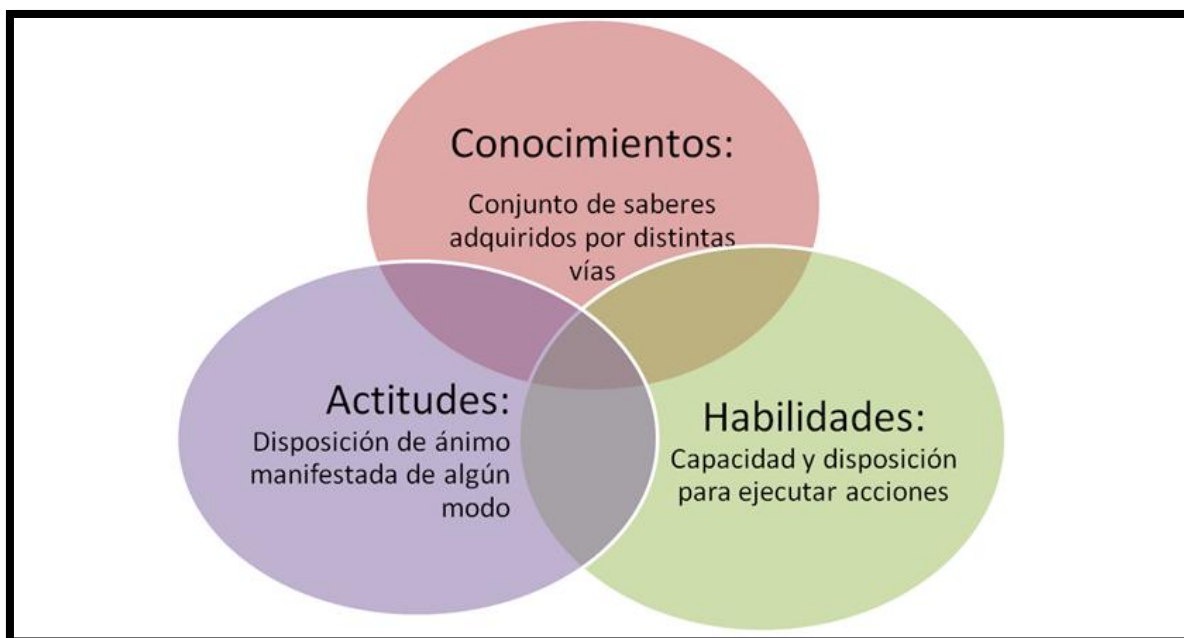 Conocimientos:
Conjunto de saberes
adquiridos por distintas
vías
Actitudes:
Disposición de ánimo
manifestada de algún
modo
Habilidades:
Capacidad y disposición
para ejecutar acciones